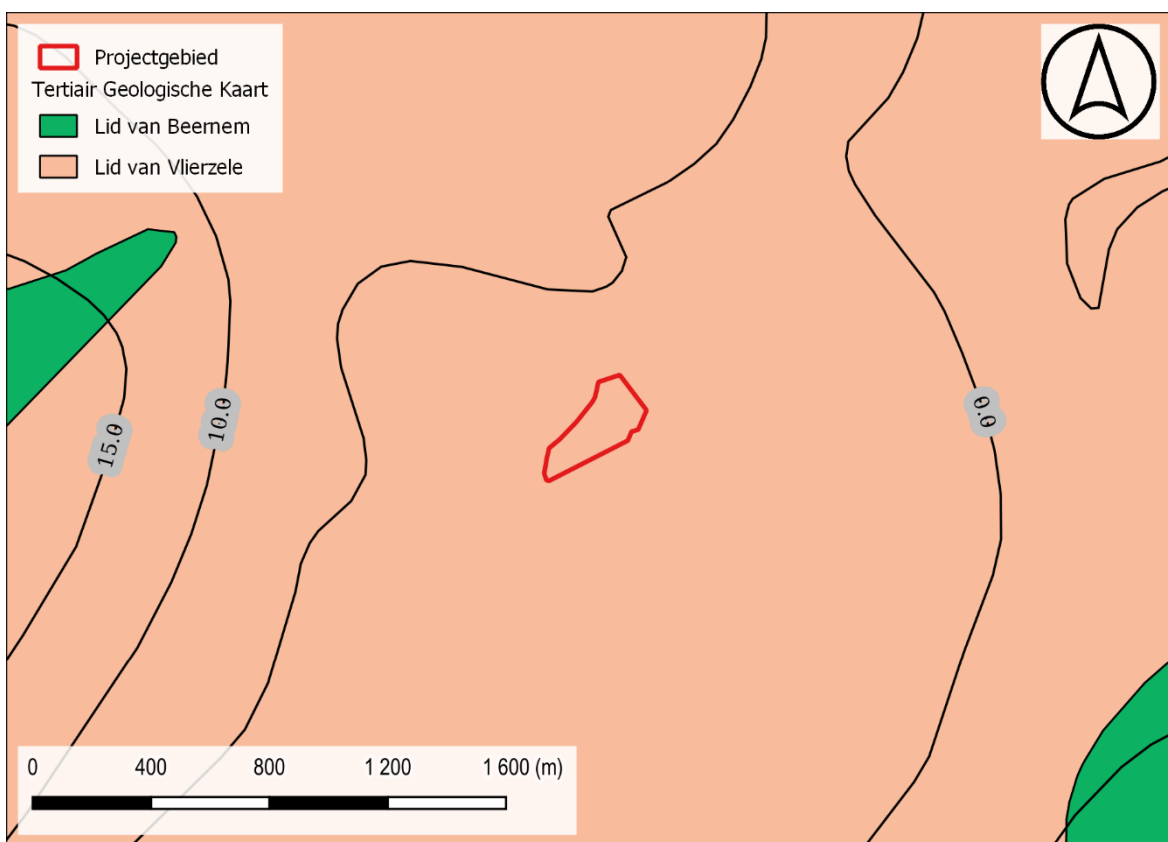 Projectgebied
Tertiair Geologische Kaart
Lid van Beernem
Lid van Vlierzele
15.0
10.0
0.0
0 400 800 1 200 1 600 (m)